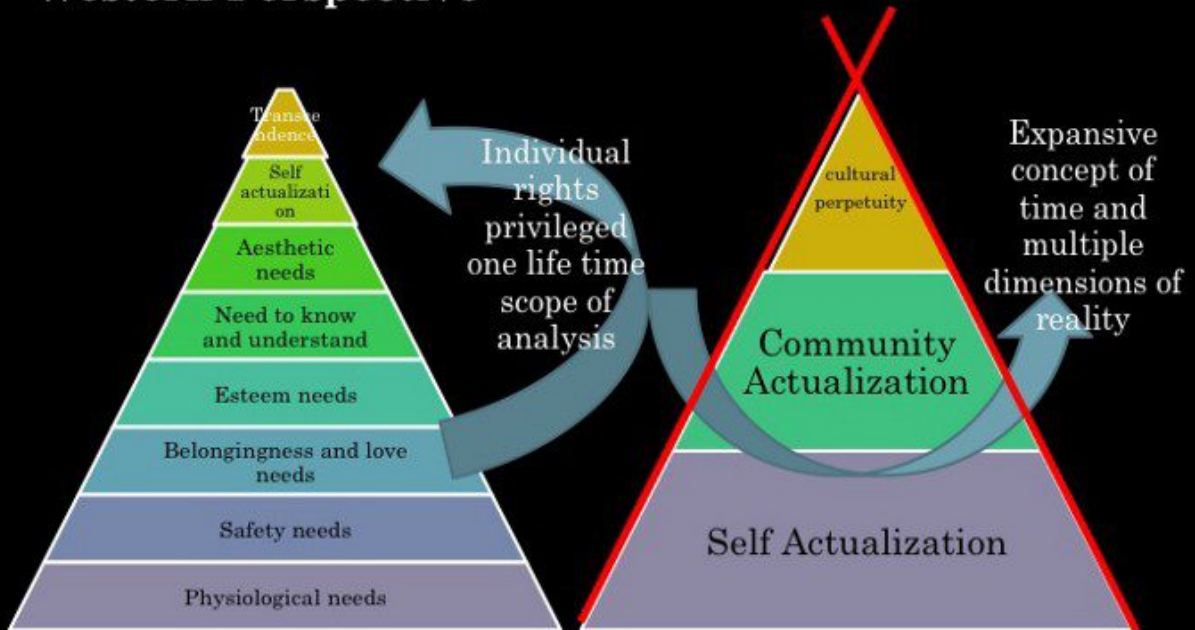 Western Perspective
Transce
ndence
Self
actualizati
on
Aesthetic
needs
Need to know
and understand
Esteem needs
Belongingness and love
needs
Safety needs
Physiological needs
Individual
rights
privileged
one life time
scope of
analysis
cultural
perpetuity
Community
Actualization
Self Actualization
Expansive
concept of
time and
multiple
dimensions of
reality